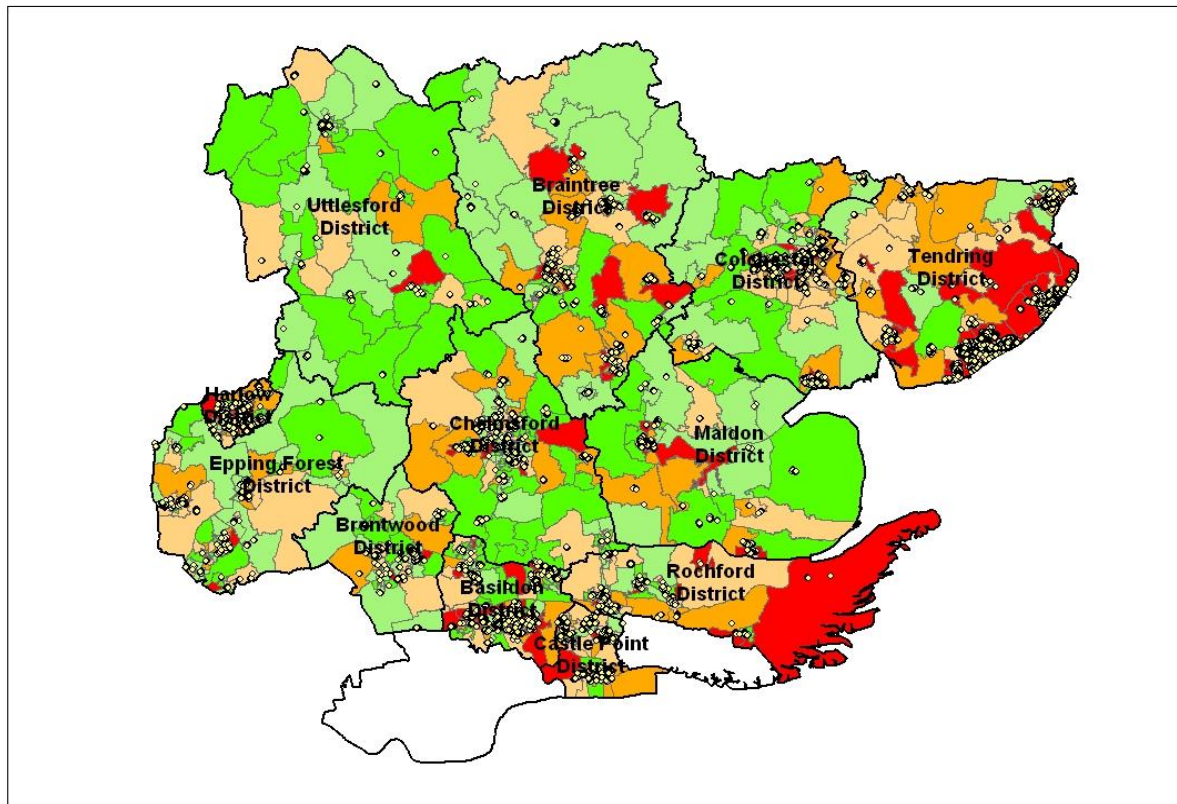 Braintree
District
Uttlesford
District
Colchester
District
Tendring
District
Harlow
District
Chelmsford
District
Maldon
District
Epping Forest
District
Brentwood
District
Rochford
District
Basildon
District
Castle Point
District